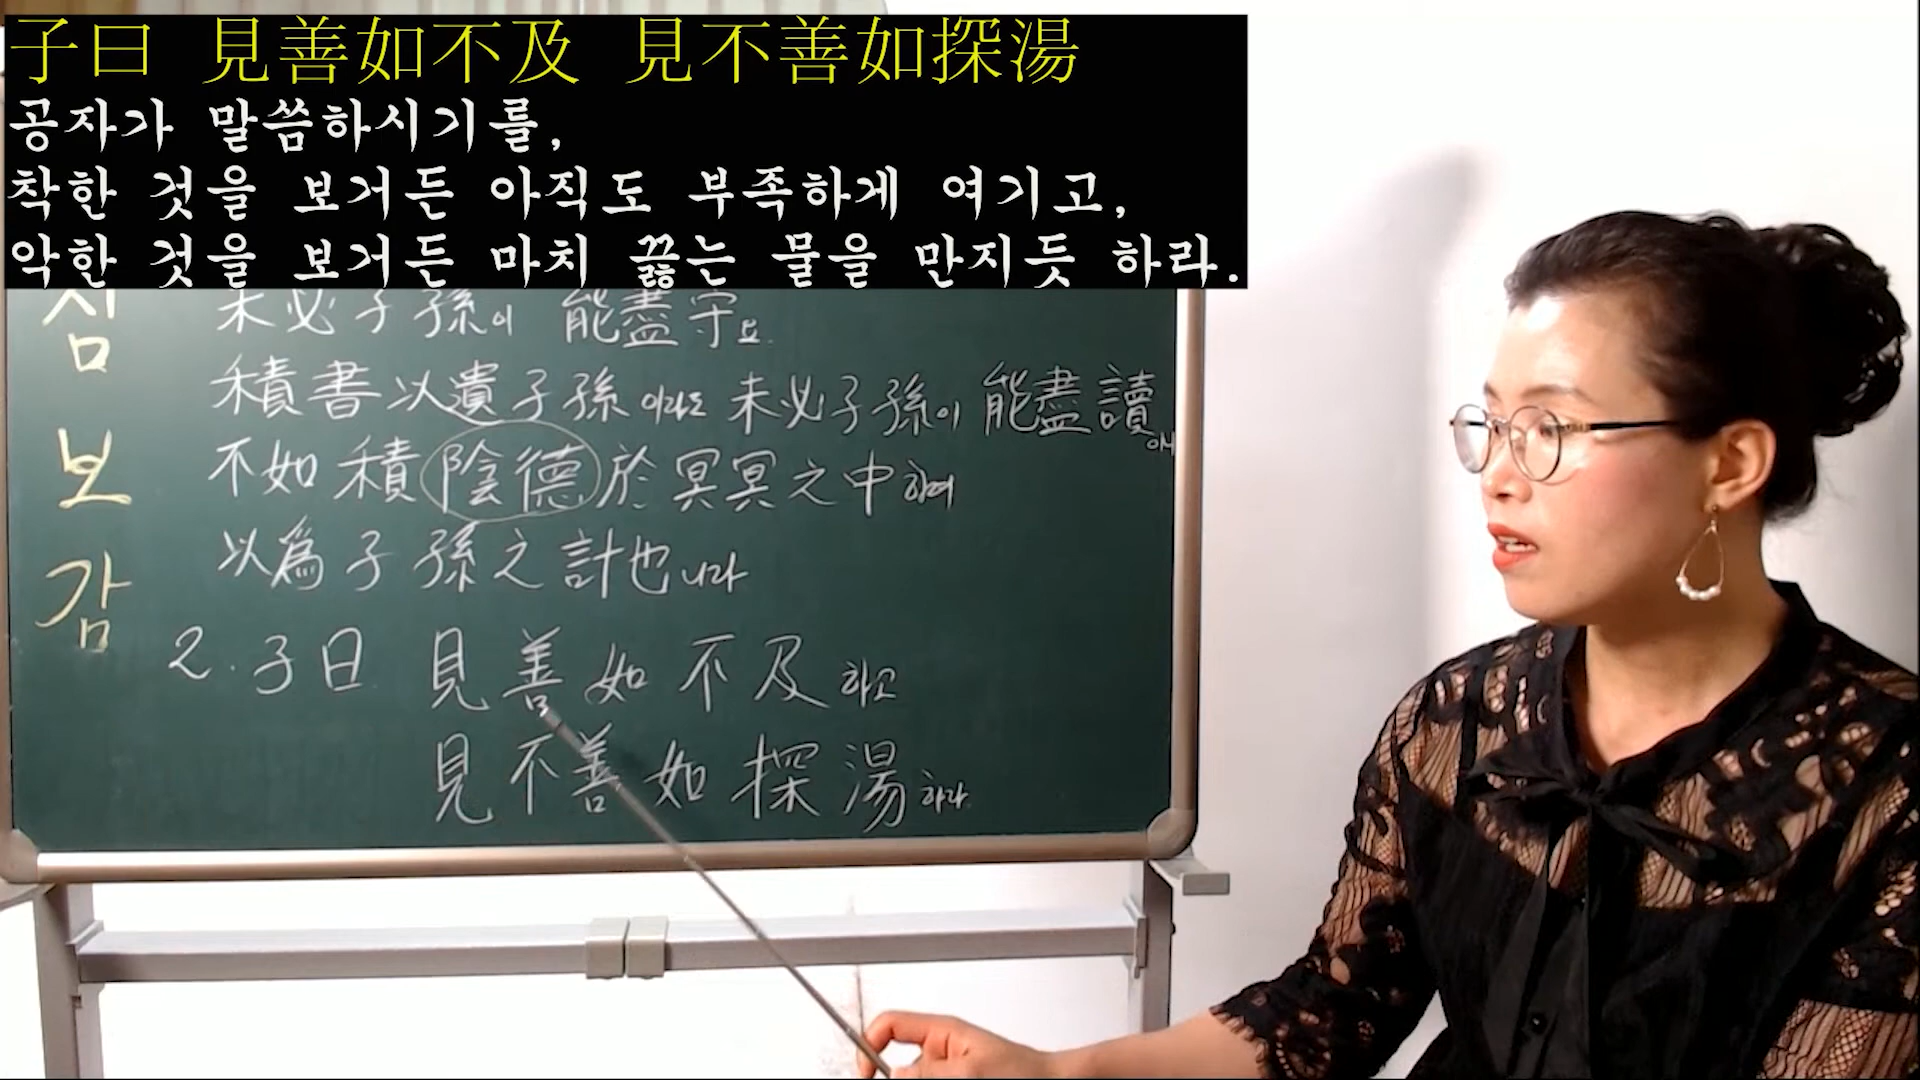 子曰 見善如不及 見不善如探湯
공자가 말씀하시기를,
착한 것을 보거든 아직도 부족하게 여기고,
악한 것을 보거든 마치 끓는 물을 만지듯 하라.
심
보
감
未必子孫이 能盡守요
積書以遺子孫이라도 未必子孫이 能盡讀이니
不如積陰德於冥冥之中하여
以爲子孫之計也니라
2. 子曰 見善如不及하고
見不善如探湯하라